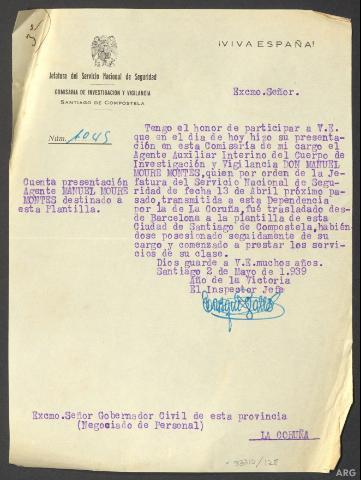 ¡VIVA ESPAÑA!
Jefatura del Servicio Nacional de Seguridad
COMISARIA DE INVESTIGACIÓN Y VIGILANCIA
SANTIAGO DE COMPOSTELA
Excmo.Señor.
Núm. 1049
Cuenta presentación
Agente MANUEL MOURE
MONTES destinado a
esta Plantilla.
Tengo el honor de participar a V.E.
que en el día de hoy hizo su presenta-
ción en esta Comisaría de mi cargo el
Agente Auxiliar Interino del Cuerpo de
Investigación y Vigilancia DON MANUEL
MOURE MONTES,quien por orden de la Je-
fatura del Servicio Nacional de Segu-
ridad de fecha 13 de Abril próximo pa-
sado,transmitida a esta Dependencia
por la de La Coruña, fué trasladado des-
de Barcelona a la plantilla de esta
Ciudad de Santiago de Compostela,habién-
dose posesionado seguidamente de su
cargo y comenzado a prestar los servi-
cios de su clase.
Dios guarde a V.E.muchos años.
Santiago 2 de Mayo de 1.939
Año de la Victoria
El Inspector Jefe
Excmo.Señor Gobernador Civil de esta provincia
(Negociado de Personal)
LA CORUÑA
ARG